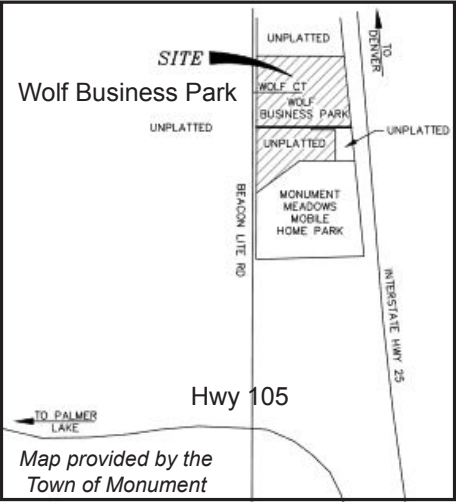 UNPLATTED
TO
DENVER
SITE
Wolf Business Park
WOLF CT
WOLF
BUSINESS PARK
UNPLATTED
UNPLATTED
UNPLATTED
MONUMENT
MEADOWS
MOBILE
HOME PARK
BEACON LITE RD
INTERSTATE HWY 25
Hwy 105
TO PALMER
LAKE
Map provided by the
Town of Monument